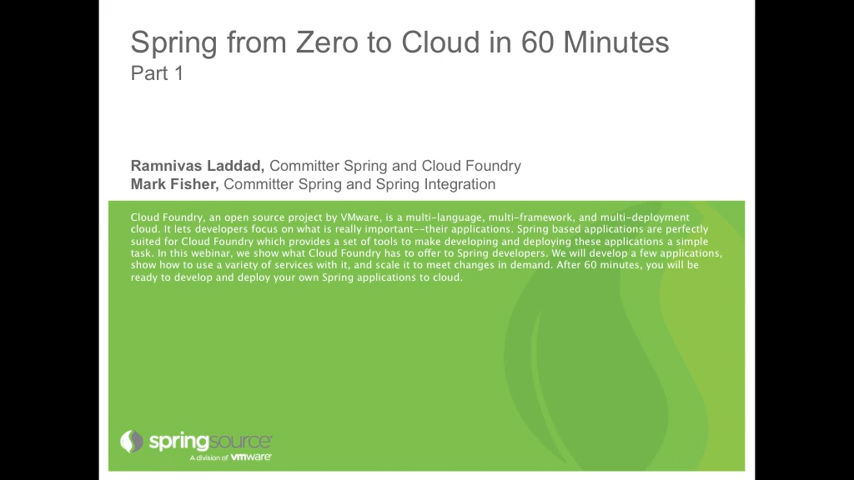 Spring from Zero to Cloud in 60 Minutes
Part 1
Ramnivas Laddad, Committer Spring and Cloud Foundry
Mark Fisher, Committer Spring and Spring Integration
Cloud Foundry, an open source project by VMware, is a multi-language, multi-framework, and multi-deployment
cloud. It lets developers focus on what is really important--their applications. Spring based applications are perfectly
suited for Cloud Foundry which provides a set of tools to make developing and deploying these applications a simple
task. In this webinar, we show what Cloud Foundry has to offer to Spring developers. We will develop a few applications,
show how to use a variety of services with it, and scale it to meet changes in demand. After 60 minutes, you will be
ready to develop and deploy your own Spring applications to cloud.
springsource
A division of vmware